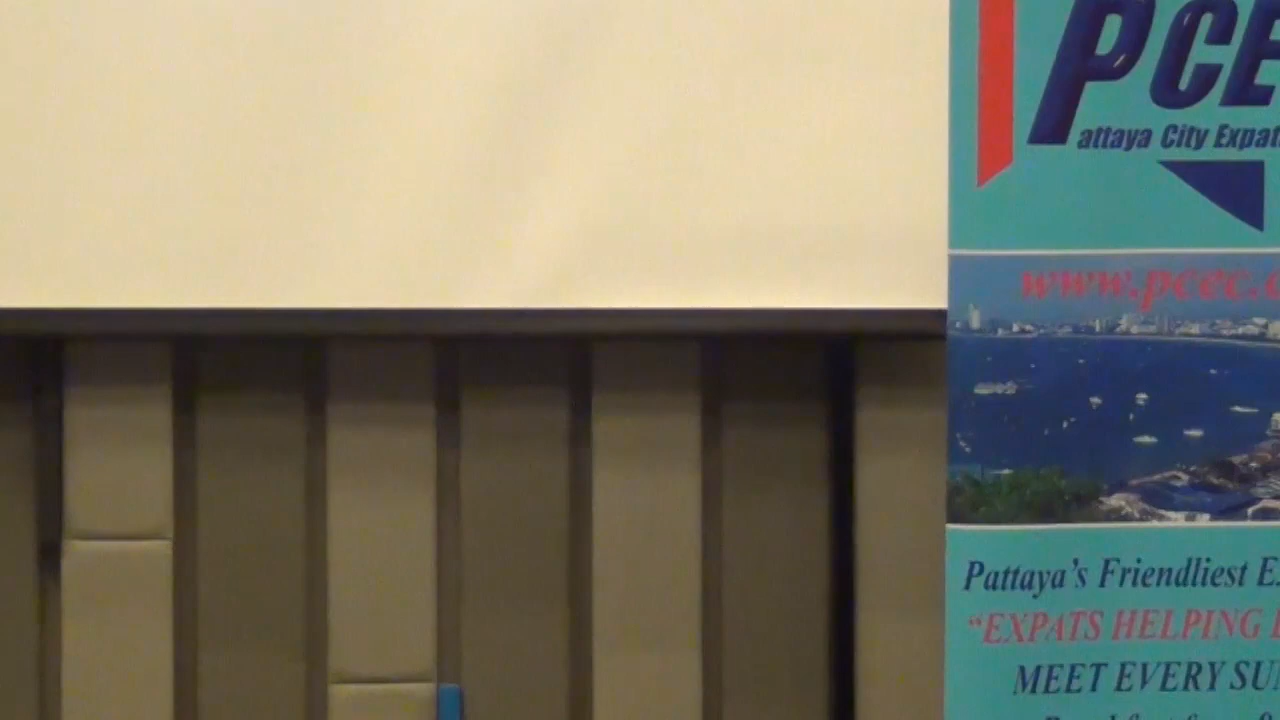 PCE
attaya City Expat
www.pcec.
Pattaya's Friendliest E
"EXPATS HELPING
MEET EVERY SU